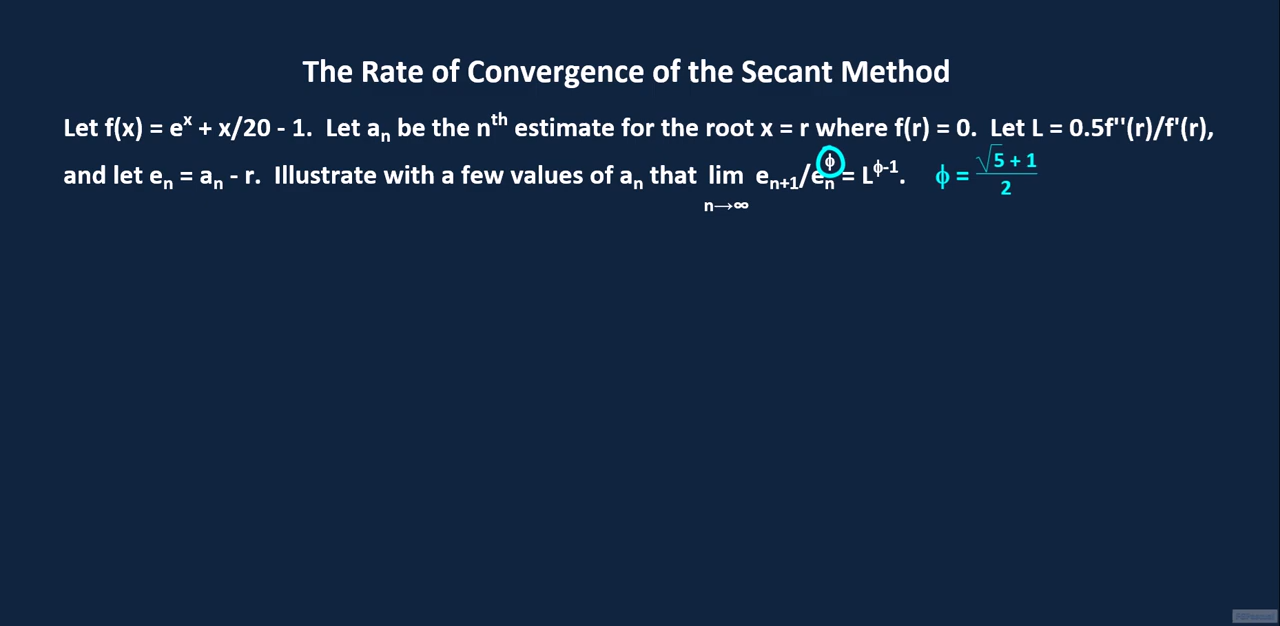 The Rate of Convergence of the Secant Method
Let f(x) = eˣ + x/20 - 1.  Let aₙ be the nᵗʰ estimate for the root x = r where f(r) = 0.  Let L = 0.5f''(r)/f'(r),
and let eₙ = aₙ - r.  Illustrate with a few values of aₙ that lim eₙ₊₁/eₙ^ϕ = L^(ϕ-1).  ϕ = (√5 + 1)/2
n→∞